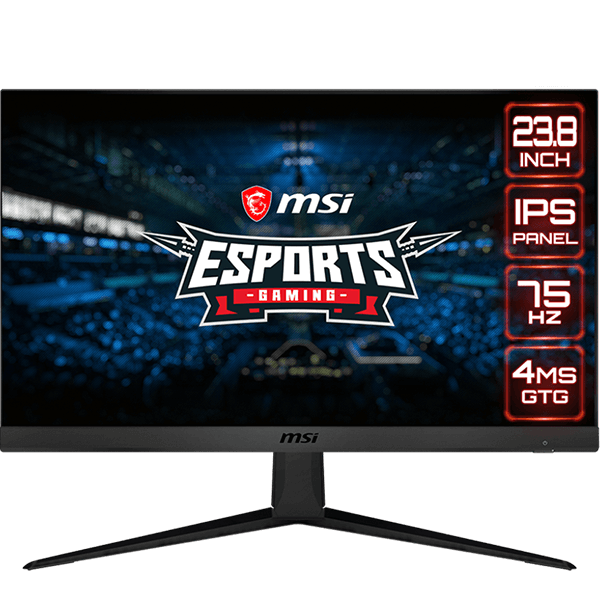 msi
ESPORTS
-GAMING-
23.8
INCH
IPS
PANEL
75
HZ
4MS
GTG
msi